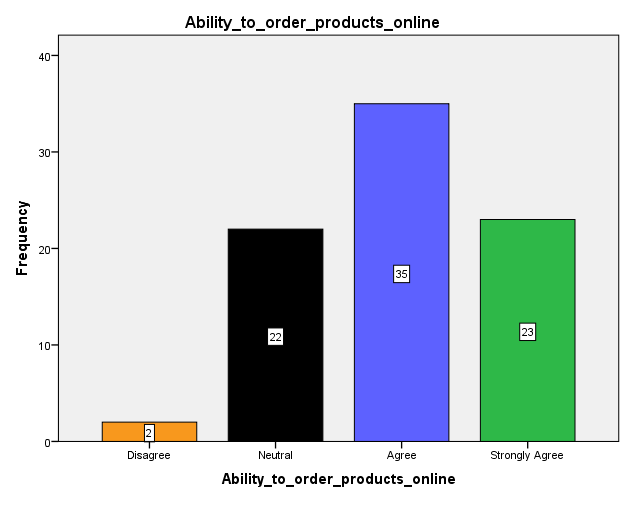 Ability_to_order_products_online
40
30
20
10
0
Frequency
2
22
35
23
Disagree Neutral Agree Strongly Agree
Ability_to_order_products_online